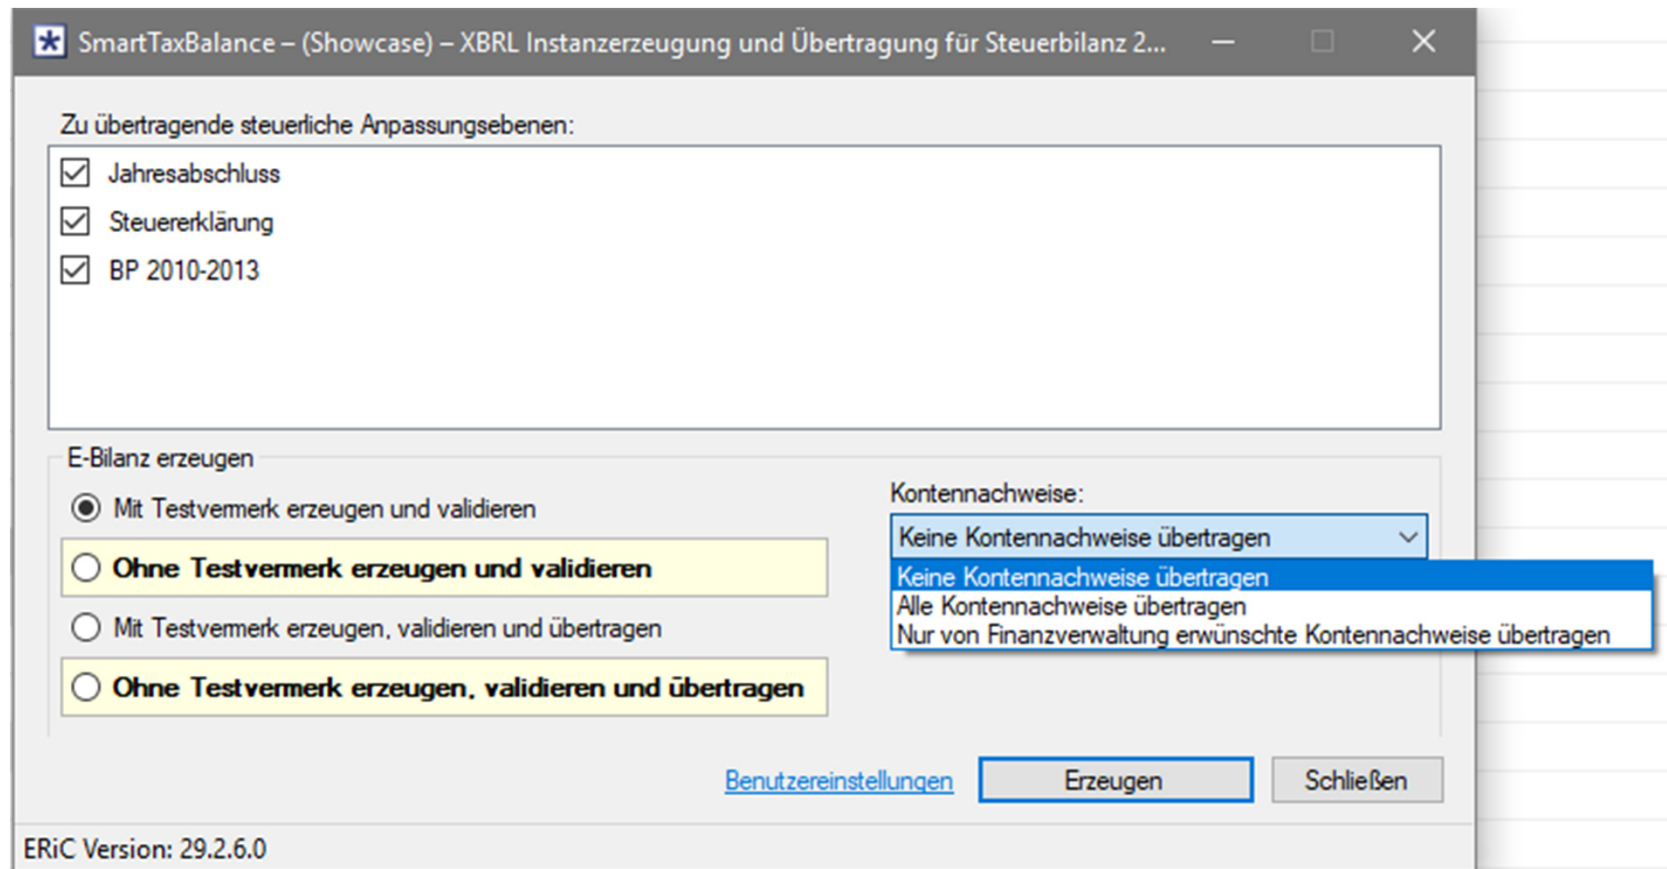 SmartTaxBalance – (Showcase) – XBRL Instanzerzeugung und Übertragung für Steuerbilanz 2...
Zu übertragende steuerliche Anpassungsebenen:
Jahresabschluss
Steuererklärung
BP 2010-2013
E-Bilanz erzeugen
Mit Testvermerk erzeugen und validieren
Ohne Testvermerk erzeugen und validieren
Mit Testvermerk erzeugen, validieren und übertragen
Ohne Testvermerk erzeugen, validieren und übertragen
Kontennachweise:
Keine Kontennachweise übertragen
Keine Kontennachweise übertragen
Alle Kontennachweise übertragen
Nur von Finanzverwaltung erwünschte Kontennachweise übertragen
Benutzereinstellungen
Erzeugen
Schließen
ERiC Version: 29.2.6.0